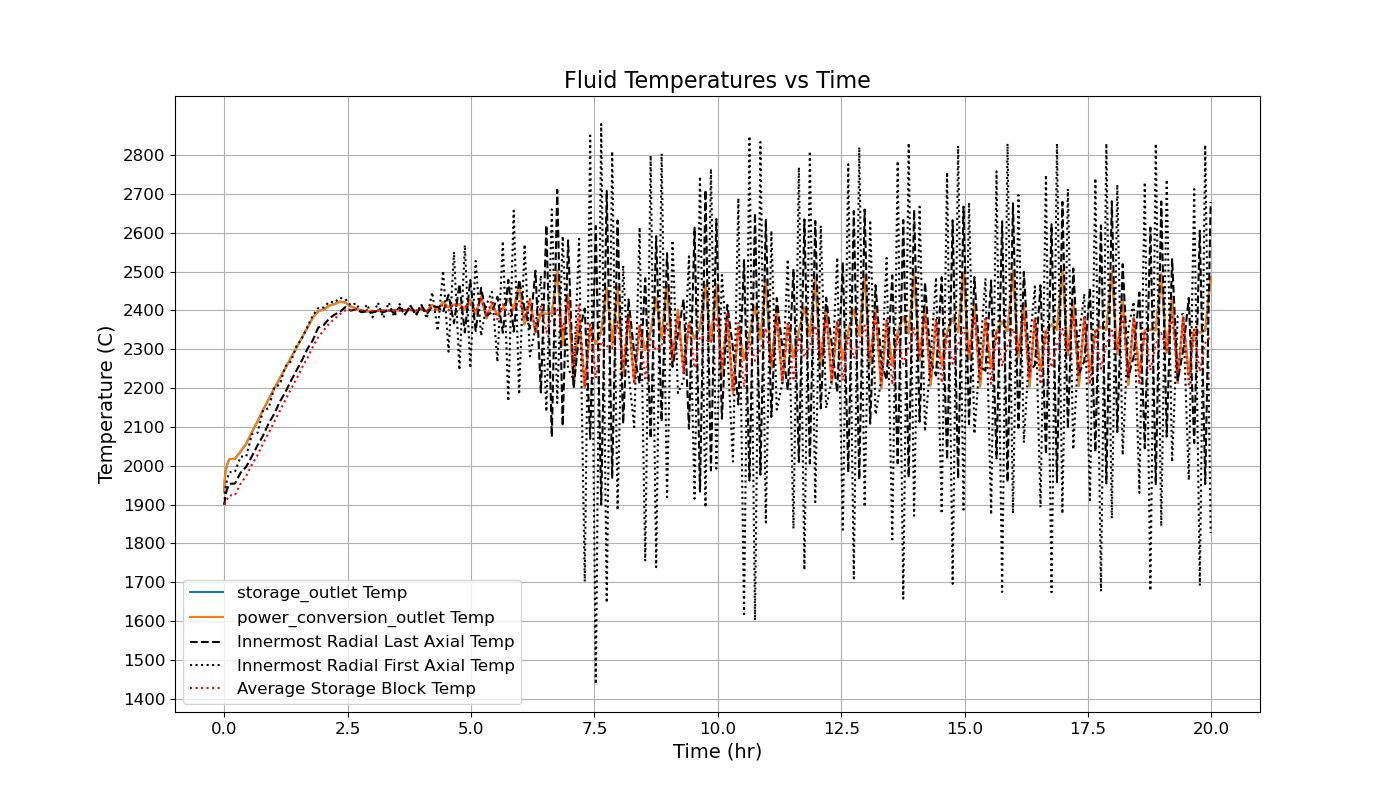 Fluid Temperatures vs Time
Temperature (C)
2800
2700
2600
2500
2400
2300
2200
2100
2000
1900
1800
1700
1600
1500
1400
storage_outlet Temp
power_conversion_outlet Temp
Innermost Radial Last Axial Temp
Innermost Radial First Axial Temp
Average Storage Block Temp
0.0 2.5 5.0 7.5 10.0 12.5 15.0 17.5 20.0
Time (hr)